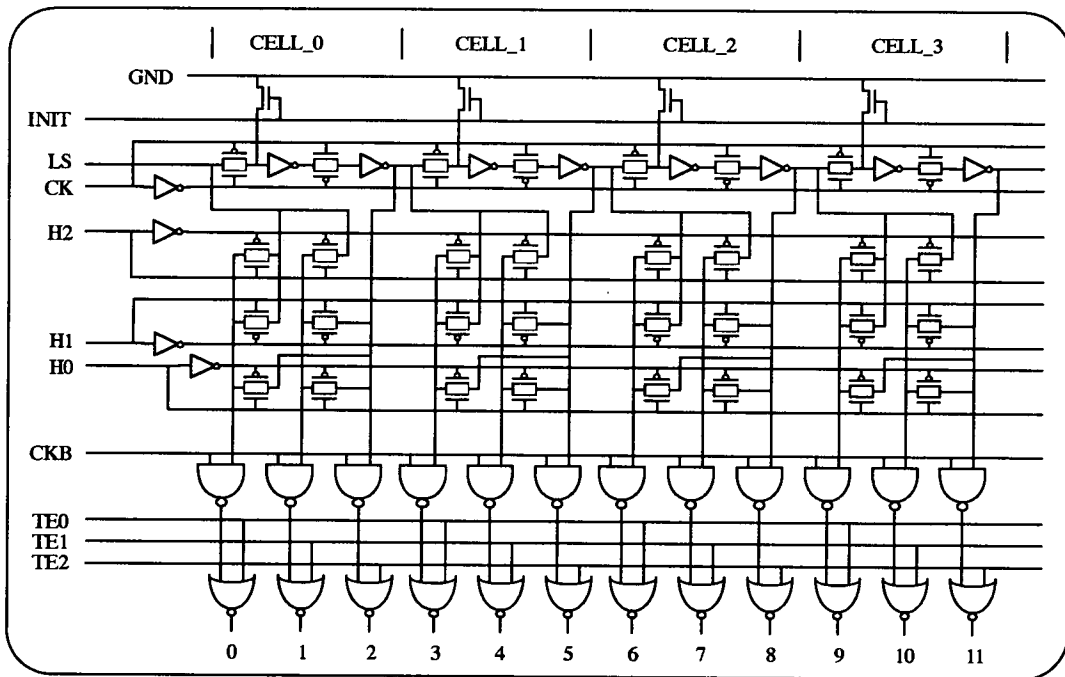 CELL_0 CELL_1 CELL_2 CELL_3
GND
INIT
LS
CK
H2
H1
H0
CKB
TE0
TE1
TE2
0 1 2 3 4 5 6 7 8 9 10 11